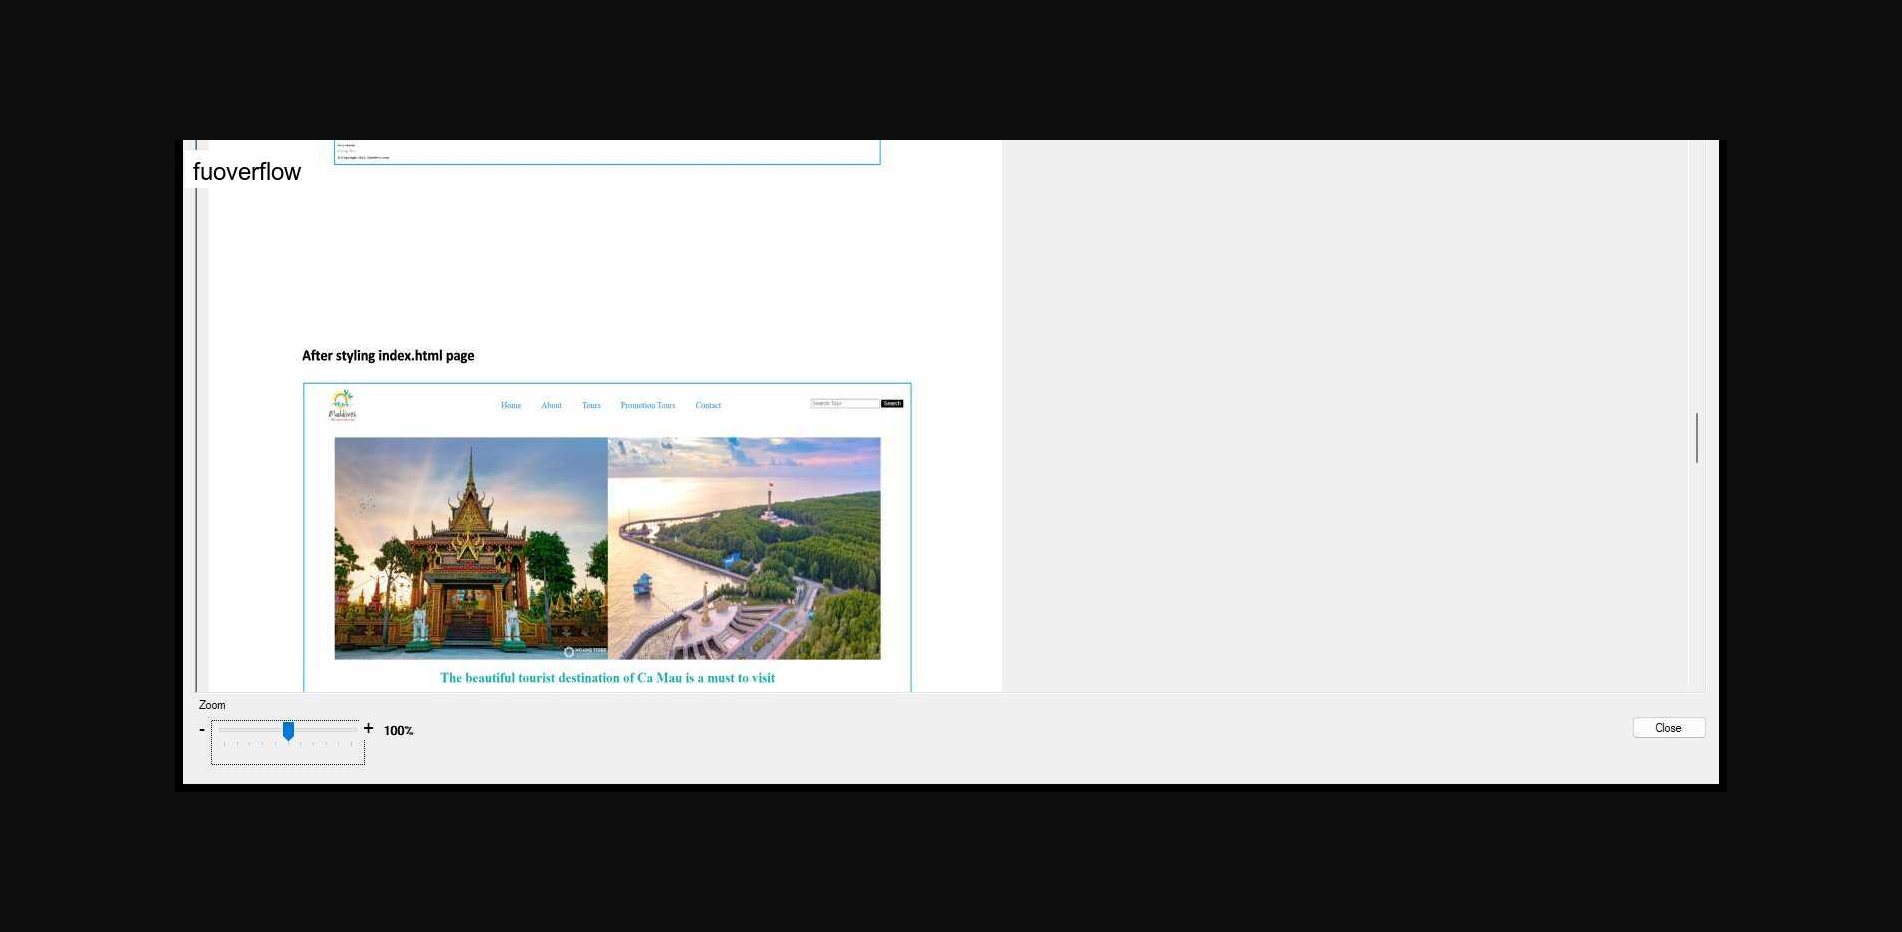 fuoverflow
After styling index.html page
Maldives
Home About Tours Promotion Tours Contact
Search Tour Search
The beautiful tourist destination of Ca Mau is a must to visit
Zoom
- + 100%
Close